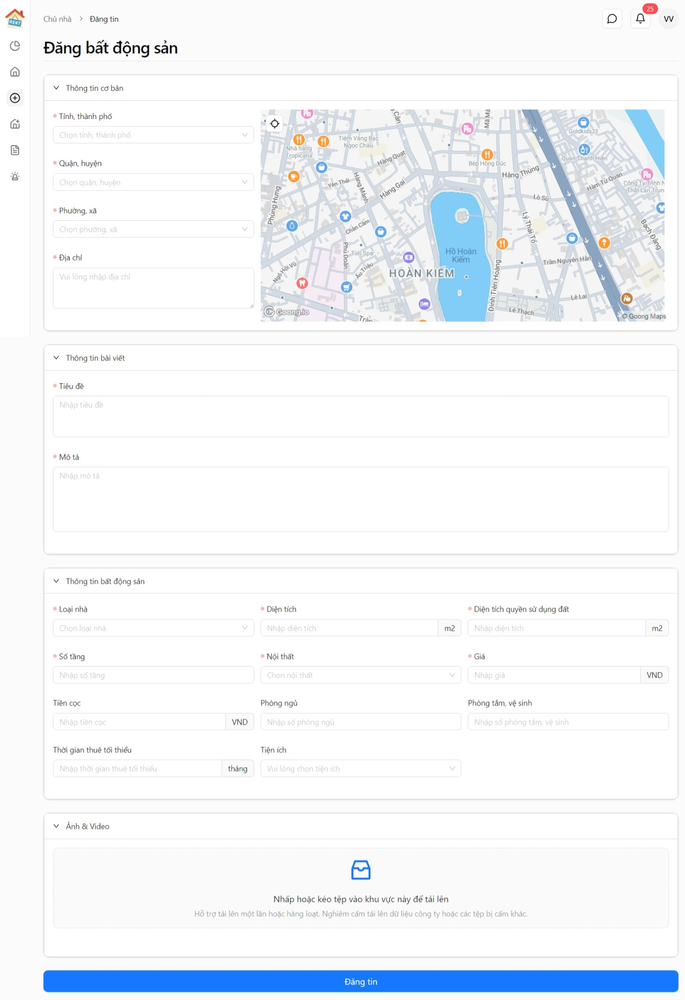 RENT
Chủ nhà > Đăng tin
25
VV
Đăng bất động sản
Thông tin cơ bản
* Tỉnh, thành phố
Chọn tỉnh, thành phố
* Quận, huyện
Chọn quận, huyện
* Phường, xã
Chọn phường, xã
* Địa chỉ
Vui lòng nhập địa chỉ
Mã Mâ
Goldkids21
Tiệm Vàng Bạc
Ngọc Châu
Nhà hàng
Tropicana
Hàng Quạt
Bếp Hồng Dúc
Quán Thanh Hiền
Hàng Thùng
Yên Thái
Hàng Mành
Hàng Gai
Hàm Tử Quan
Công Ty Tnhh N
Thất Lan Trun
Phùng Hưng
Lò Sũ
Lý Thái Tổ
Chân Cầm
Bạch Đằng
Phủ Doãn
Tori Spa
Hồ Hoàn
Kiếm
Trần Nguyên Hãn
Ngõ Hội Vũ
Ấu Triệu
HOÀN KIẾM
Đinh Tiên Hoàng
Lê Lai
Lê Thạch
Goong.io
Tràn
© Goong Maps
Thông tin bài viết
* Tiêu đề
Nhập tiêu đề
* Mô tả
Nhập mô tả
Thông tin bất động sản
* Loại nhà
Chọn loại nhà
* Diện tích
Nhập diện tích
m2
* Diện tích quyền sử dụng đất
Nhập diện tích
m2
* Số tầng
Nhập số tầng
* Nội thất
Chọn nội thất
* Giá
Nhập giá
VND
Tiền cọc
Nhập tiền cọc
VND
Phòng ngủ
Nhập số phòng ngủ
Phòng tắm, vệ sinh
Nhập số phòng tắm, vệ sinh
Thời gian thuê tối thiểu
Nhập thời gian thuê tối thiểu
tháng
Tiện ích
Vui lòng chọn tiện ích
Ảnh & Video
Nhấp hoặc kéo tệp vào khu vực này để tải lên
Hỗ trợ tải lên một lần hoặc hàng loạt. Nghiêm cấm tải lên dữ liệu công ty hoặc các tệp bị cấm khác.
Đăng tin